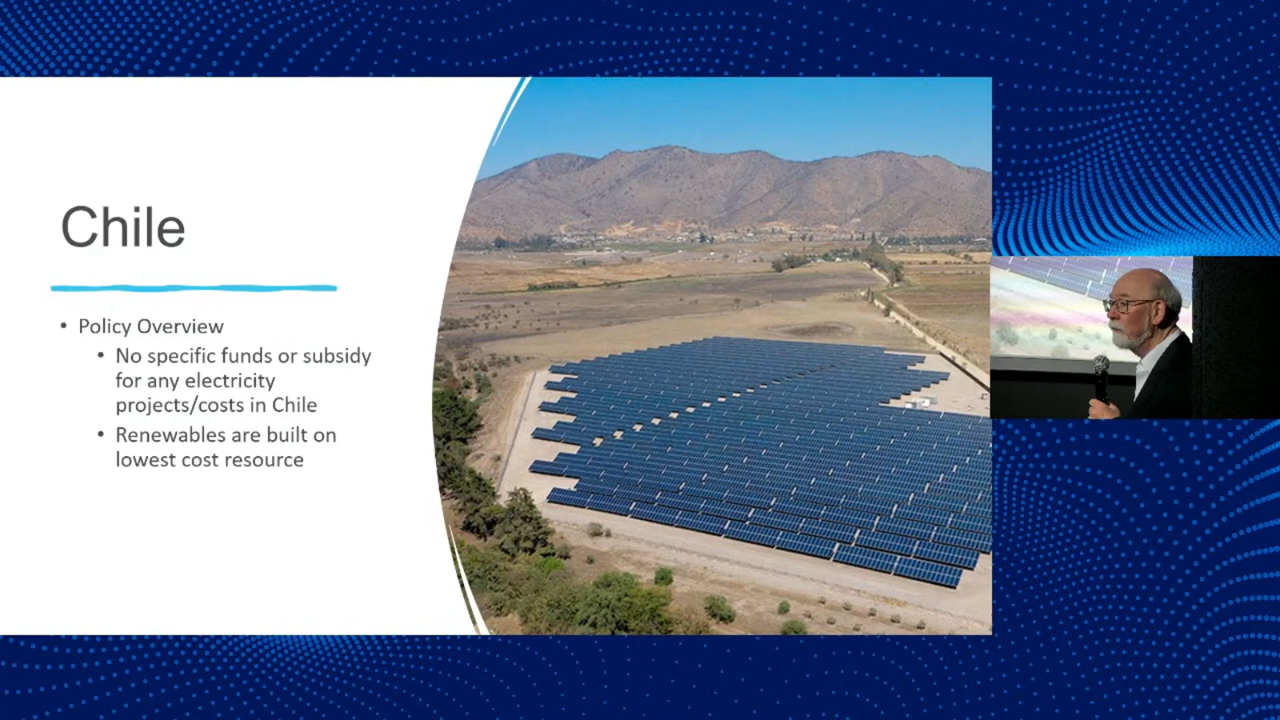 Chile
• Policy Overview
• No specific funds or subsidy
for any electricity
projects/costs in Chile
• Renewables are built on
lowest cost resource